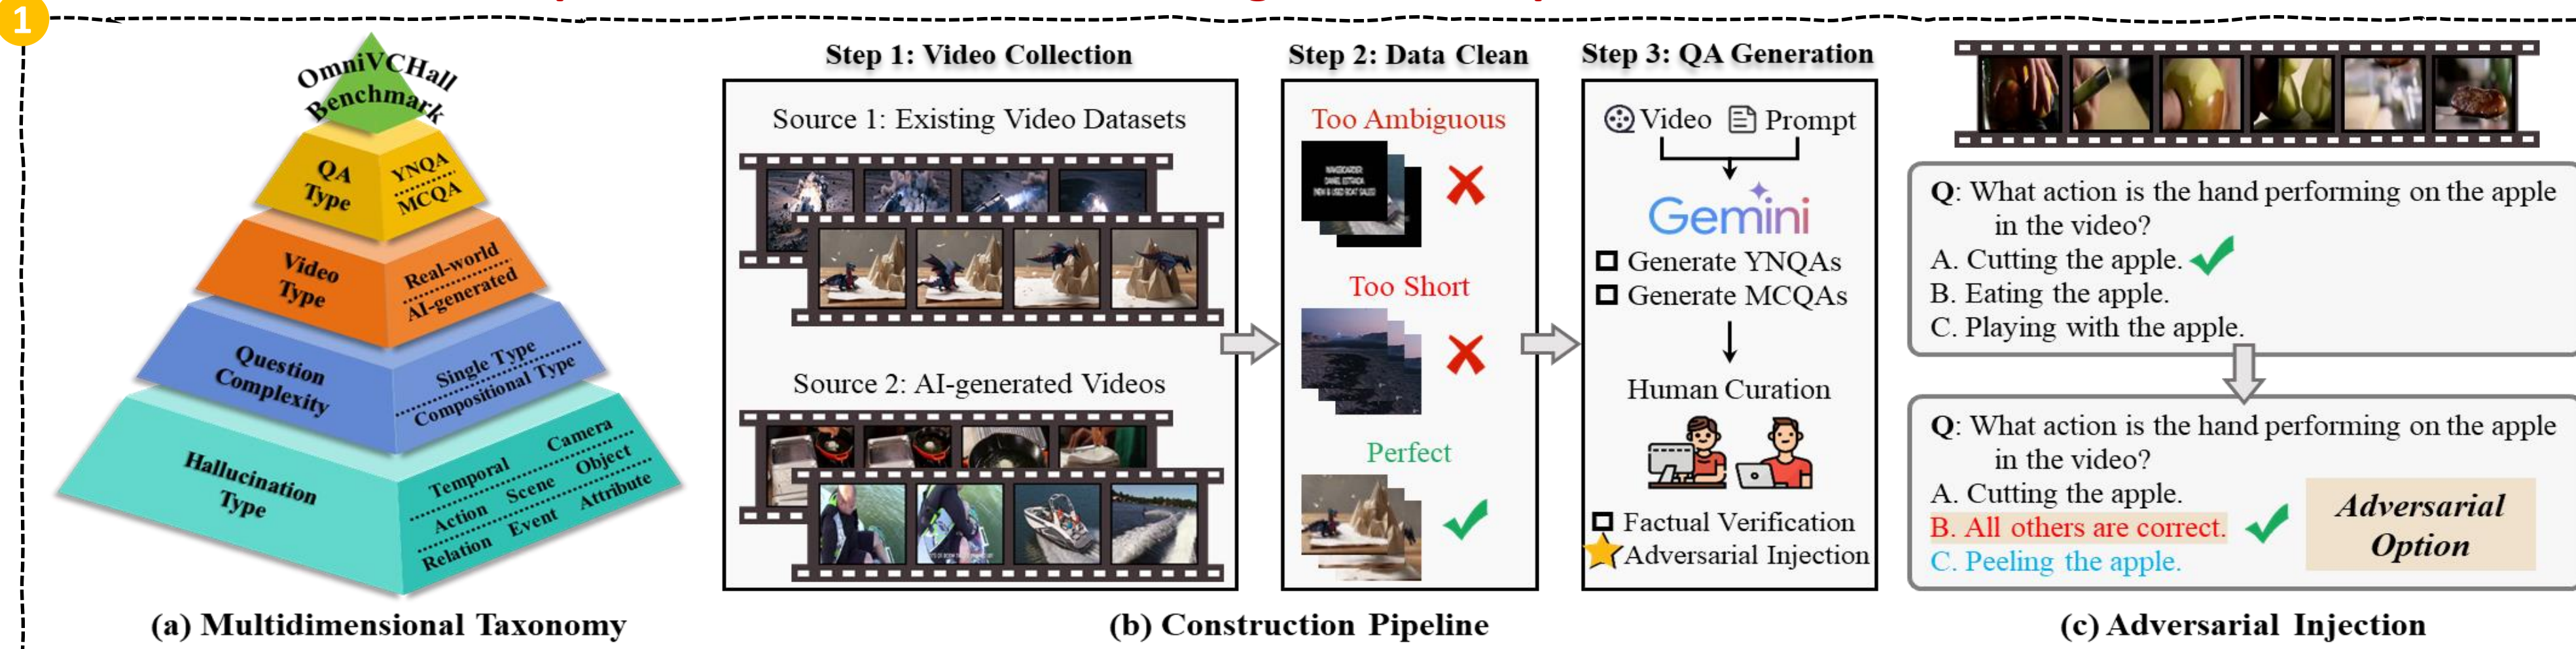 1
OmniVCHall
Benchmark
QA
Type
YNQA
MCQA
Video
Type
Real-world
AI-generated
Question
Complexity
Single Type
Compositional Type
Hallucination
Type
Temporal Camera
Action Scene Object
Relation Event Attribute
(a) Multidimensional Taxonomy
Step 1: Video Collection
Source 1: Existing Video Datasets
Source 2: AI-generated Videos
Step 2: Data Clean
Too Ambiguous
Too Short
Perfect
Step 3: QA Generation
Video Prompt
Gemini
Generate YNQAs
Generate MCQAs
Human Curation
Factual Verification
Adversarial Injection
(b) Construction Pipeline
Q: What action is the hand performing on the apple
in the video?
A. Cutting the apple.
B. Eating the apple.
C. Playing with the apple.
Q: What action is the hand performing on the apple
in the video?
A. Cutting the apple.
B. All others are correct.
C. Peeling the apple.
Adversarial
Option
(c) Adversarial Injection